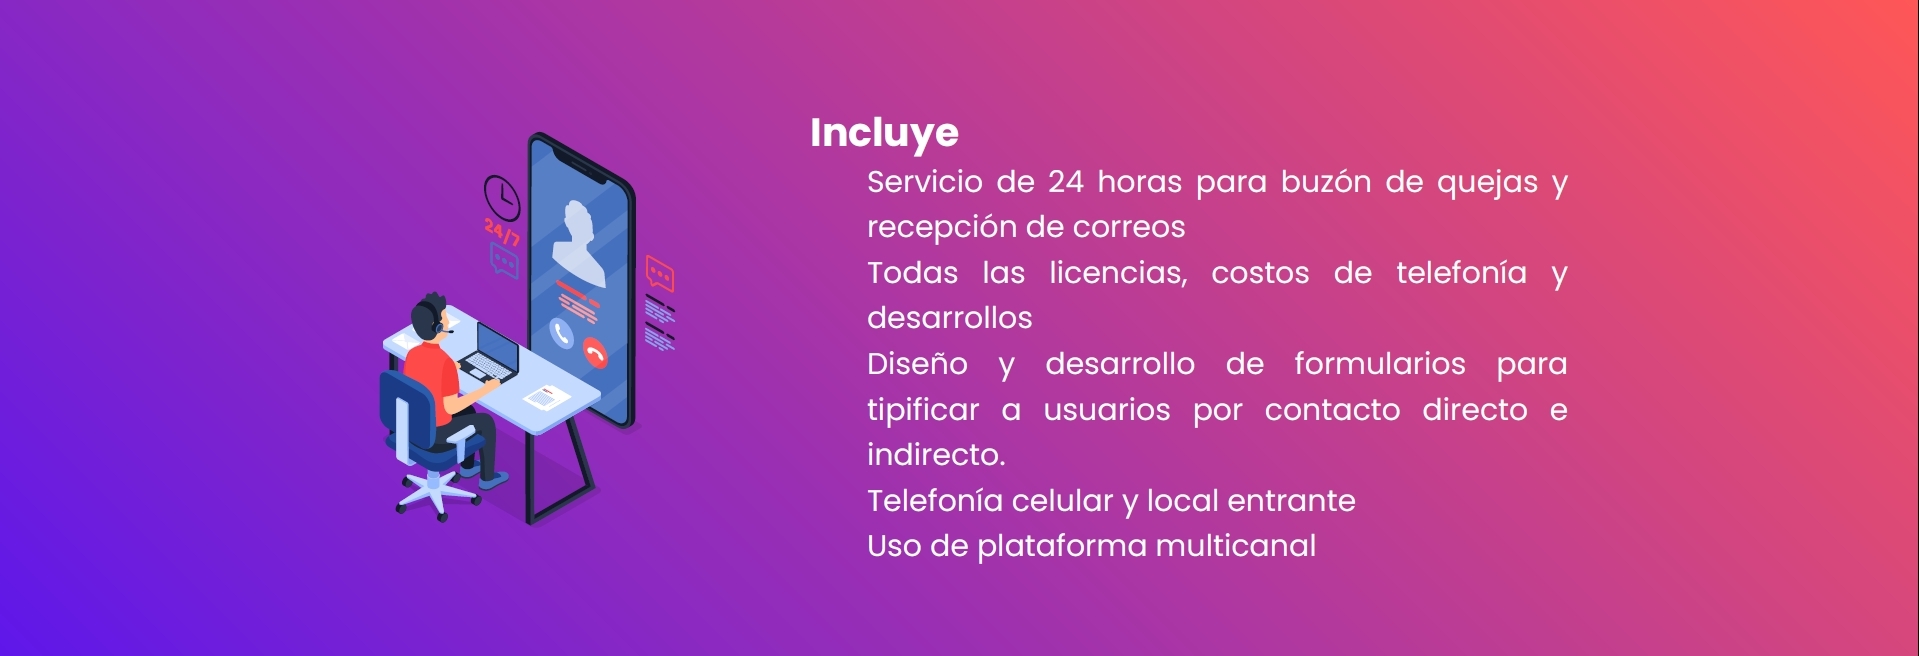 Incluye
Servicio de 24 horas para buzón de quejas y
recepción de correos
Todas las licencias, costos de telefonía y
desarrollos
Diseño y desarrollo de formularios para
tipificar a usuarios por contacto directo e
indirecto.
Telefonía celular y local entrante
Uso de plataforma multicanal
24/7